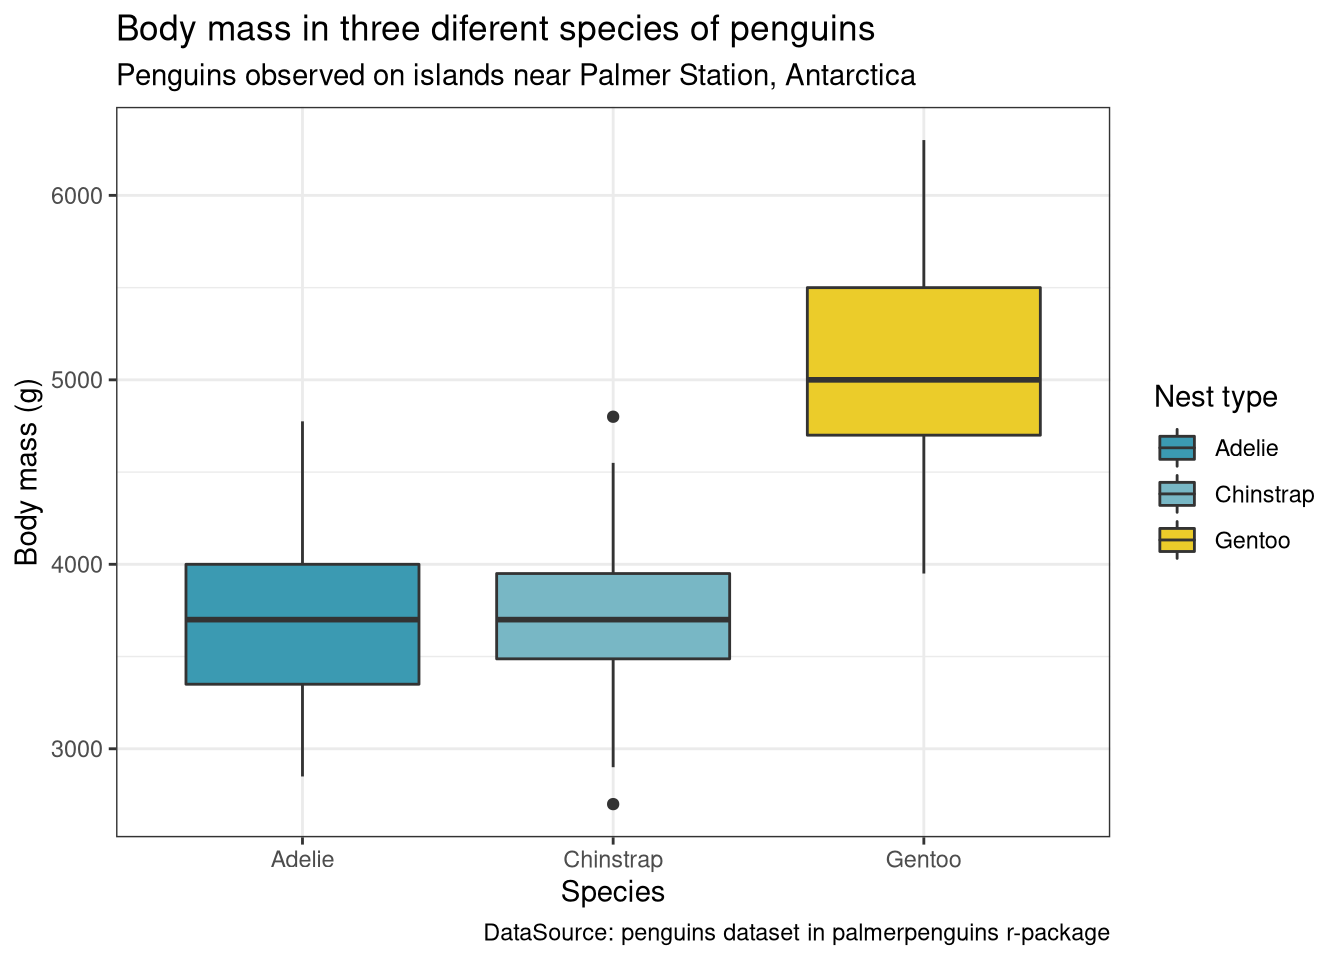 Body mass in three diferent species of penguins
Penguins observed on islands near Palmer Station, Antarctica
Body mass (g)
6000
5000
4000
3000
Adelie
Chinstrap
Gentoo
Species
Nest type
Adelie
Chinstrap
Gentoo
DataSource: penguins dataset in palmerpenguins r-package